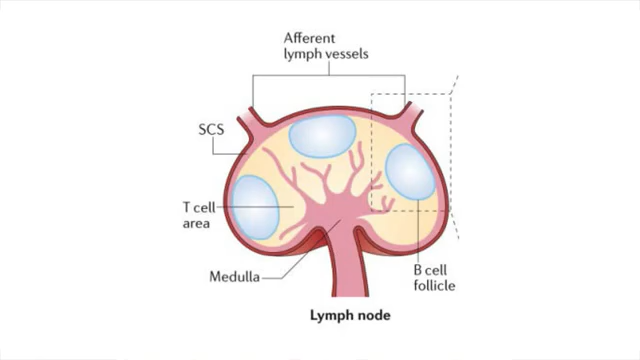 Afferent
lymph vessels
SCS
T cell
area
Medulla
B cell
follicle
Lymph node